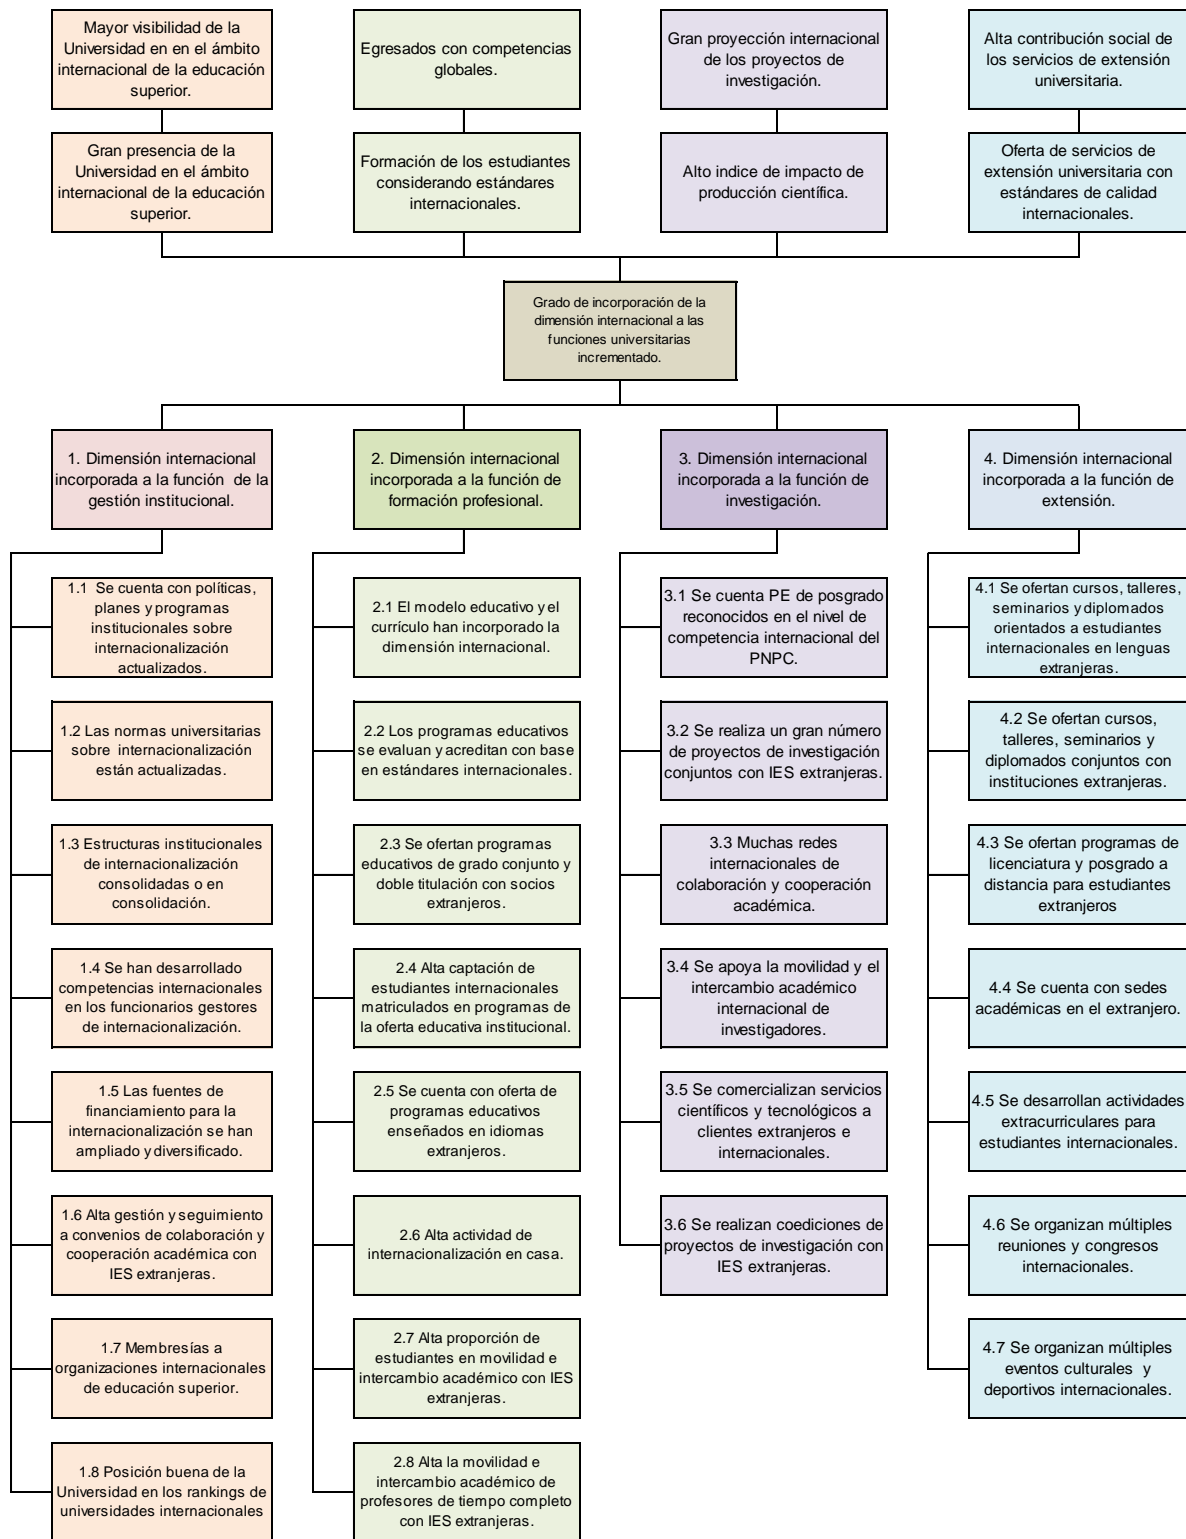 Mayor visibilidad de la
Universidad en en el ámbito
internacional de la educación
superior.
Egresados con competencias
globales.
Gran proyección internacional
de los proyectos de
investigación.
Alta contribución social de
los servicios de extensión
universitaria.
Gran presencia de la
Universidad en el ámbito
internacional de la educación
superior.
Formación de los estudiantes
considerando estándares
internacionales.
Alto indice de impacto de
producción científica.
Oferta de servicios de
extensión universitaria con
estándares de calidad
internacionales.
Grado de incorporación de la
dimensión internacional a las
funciones universitarias
incrementado.
1. Dimensión internacional
incorporada a la función de la
gestión institucional.
2. Dimensión internacional
incorporada a la función de
formación profesional.
3. Dimensión internacional
incorporada a la función de
investigación.
4. Dimensión internacional
incorporada a la función de
extensión.
1.1 Se cuenta con políticas,
planes y programas
institucionales sobre
internacionalización
actualizados.
2.1 El modelo educativo y el
currículo han incorporado la
dimensión internacional.
3.1 Se cuenta PE de posgrado
reconocidos en el nivel de
competencia internacional del
PNPC.
4.1 Se ofertan cursos, talleres,
seminarios y diplomados
orientados a estudiantes
internacionales en lenguas
extranjeras.
1.2 Las normas universitarias
sobre internacionalización
están actualizadas.
2.2 Los programas educativos
se evaluan y acreditan con base
en estándares internacionales.
3.2 Se realiza un gran número
de proyectos de investigación
conjuntos con IES extranjeras.
4.2 Se ofertan cursos,
talleres, seminarios y
diplomados conjuntos con
instituciones extranjeras.
1.3 Estructuras institucionales
de internacionalización
consolidadas o en
consolidación.
2.3 Se ofertan programas
educativos de grado conjunto y
doble titulación con socios
extranjeros.
3.3 Muchas redes
internacionales de
colaboración y cooperación
académica.
4.3 Se ofertan programas de
licenciatura y posgrado a
distancia para estudiantes
extranjeros
1.4 Se han desarrollado
competencias internacionales
en los funcionarios gestores
de internacionalización.
2.4 Alta captación de
estudiantes internacionales
matriculados en programas de
la oferta educativa institucional.
3.4 Se apoya la movilidad y el
intercambio académico
internacional de
investigadores.
4.4 Se cuenta con sedes
académicas en el extranjero.
1.5 Las fuentes de
financiamiento para la
internacionalización se han
ampliado y diversificado.
2.5 Se cuenta con oferta de
programas educativos
enseñados en idiomas
extranjeros.
3.5 Se comercializan servicios
científicos y tecnológicos a
clientes extranjeros e
internacionales.
4.5 Se desarrollan actividades
extracurriculares para
estudiantes internacionales.
1.6 Alta gestión y seguimiento
a convenios de colaboración y
cooperación académica con
IES extranjeras.
2.6 Alta actividad de
internacionalización en casa.
3.6 Se realizan coediciones de
proyectos de investigación con
IES extranjeras.
4.6 Se organizan múltiples
reuniones y congresos
internacionales.
1.7 Membresías a
organizaciones internacionales
de educación superior.
2.7 Alta proporción de
estudiantes en movilidad e
intercambio académico con IES
extranjeras.
4.7 Se organizan múltiples
eventos culturales y
deportivos internacionales.
1.8 Posición buena de la
Universidad en los rankings de
universidades internacionales
2.8 Alta la movilidad e
intercambio académico de
profesores de tiempo completo
con IES extranjeras.